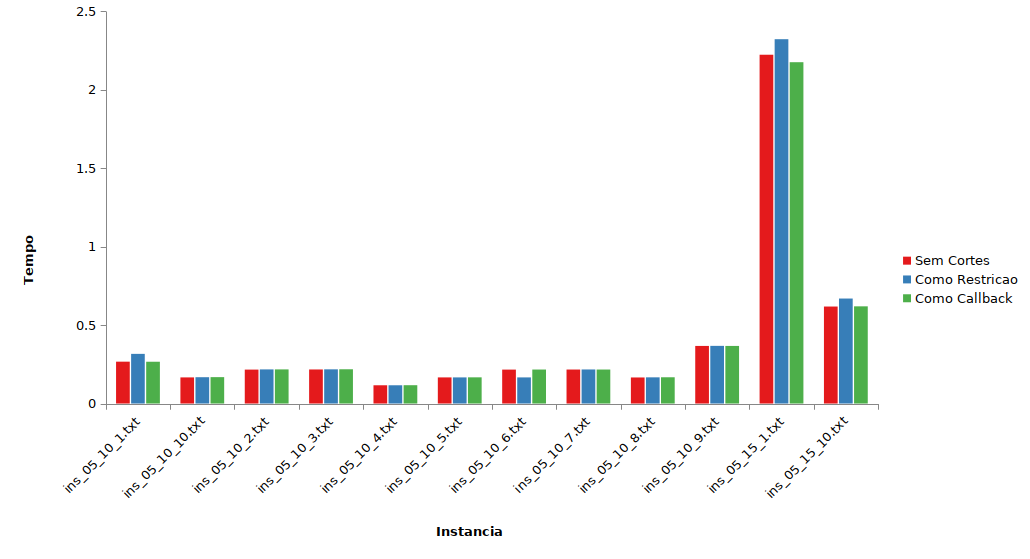 2.5
2
1.5
1
0.5
0
Tempo
ins_05_10_1.txt
ins_05_10_10.txt
ins_05_10_2.txt
ins_05_10_3.txt
ins_05_10_4.txt
ins_05_10_5.txt
ins_05_10_6.txt
ins_05_10_7.txt
ins_05_10_8.txt
ins_05_10_9.txt
ins_05_15_1.txt
ins_05_15_10.txt
Instancia
Sem Cortes
Como Restricao
Como Callback